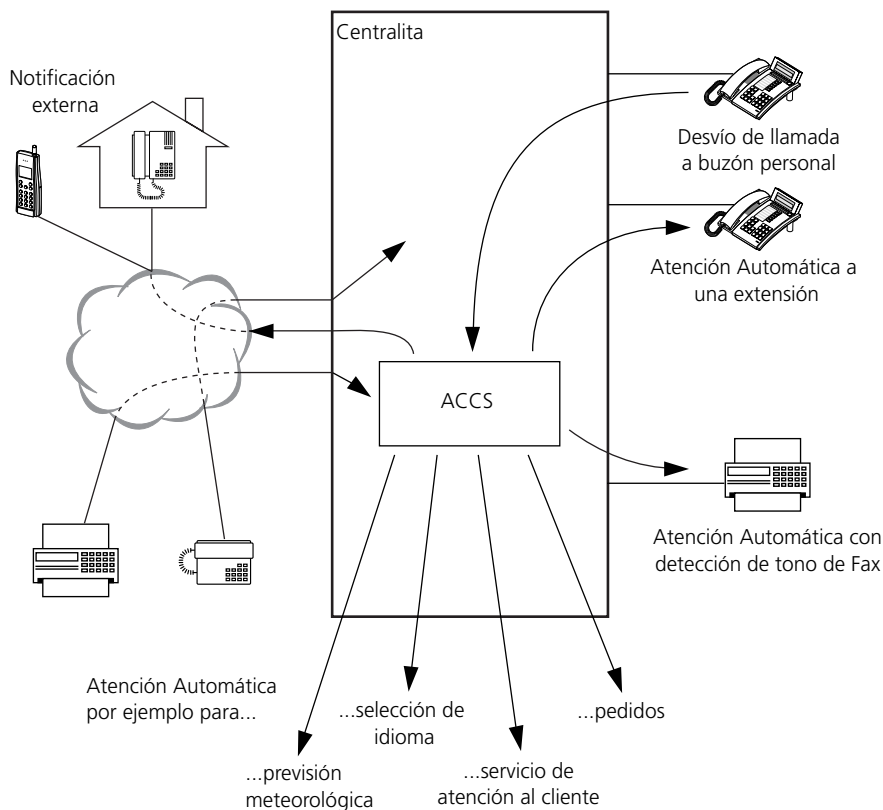 Centralita
Notificación
externa
Desvío de llamada
a buzón personal
Atención Automática a
una extensión
ACCS
Atención Automática con
detección de tono de Fax
Atención Automática
por ejemplo para...
...selección de
idioma
...pedidos
...previsión
meteorológica
...servicio de
atención al cliente